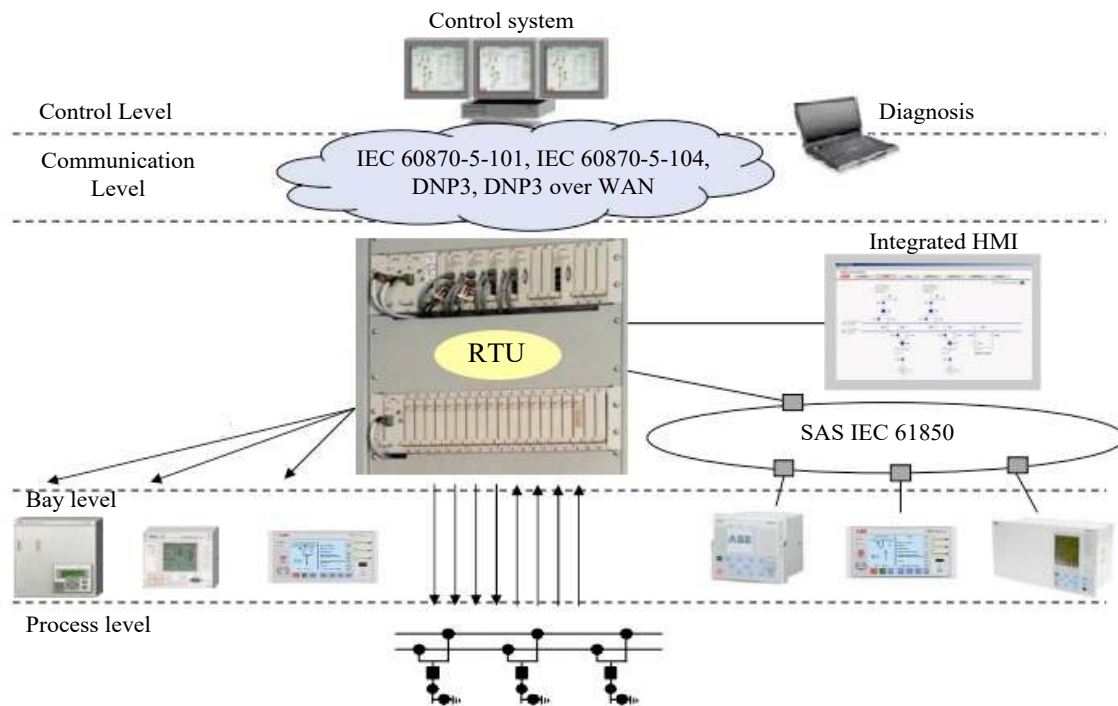 Control system
Control Level
Diagnosis
Communication
Level
IEC 60870-5-101, IEC 60870-5-104,
DNP3, DNP3 over WAN
Integrated HMI
RTU
SAS IEC 61850
Bay level
ABB
Process level